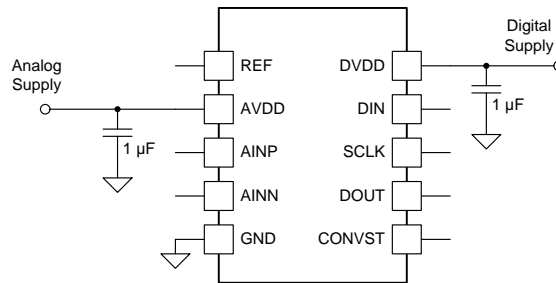 Digital
Supply
Analog
Supply
REF
DVDD
AVDD
DIN
1 µF
1 µF
AINP
SCLK
AINN
DOUT
GND
CONVST